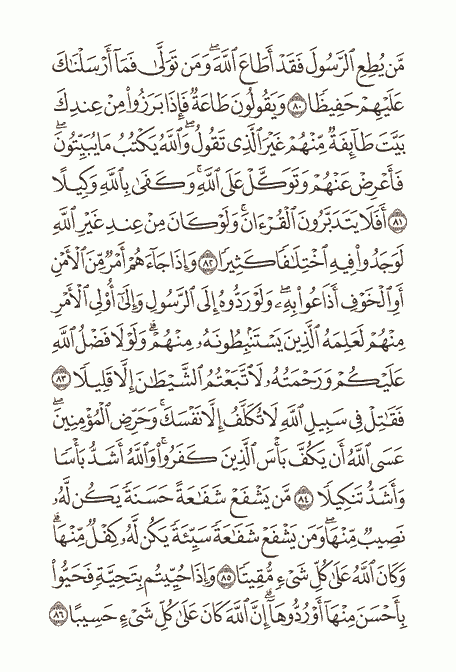 مَّن يُطِعِ ٱلرَّسُولَ فَقَدْ أَطَاعَ ٱللَّهَ ۖ وَمَن تَوَلَّىٰ فَمَآ أَرْسَلْنَٰكَ
عَلَيْهِمْ حَفِيظًا ٨٠ وَيَقُولُونَ طَاعَةٌ فَإِذَا بَرَزُوا۟ مِنْ عِندِكَ
بَيَّتَ طَآئِفَةٌ مِّنْهُمْ غَيْرَ ٱلَّذِى تَقُولُ ۖ وَٱللَّهُ يَكْتُبُ مَا يُبَيِّتُونَ ۖ
فَأَعْرِضْ عَنْهُمْ وَتَوَكَّلْ عَلَى ٱللَّهِ ۚ وَكَفَىٰ بِٱللَّهِ وَكِيلًا
٨١ أَفَلَا يَتَدَبَّرُونَ ٱلْقُرْءَانَ ۚ وَلَوْ كَانَ مِنْ عِندِ غَيْرِ ٱللَّهِ
لَوَجَدُوا۟ فِيهِ ٱخْتِلَٰفًا كَثِيرًا ٨٢ وَإِذَا جَآءَهُمْ أَمْرٌ مِّنَ ٱلْأَمْنِ
أَوِ ٱلْخَوْفِ أَذَاعُوا۟ بِهِۦ ۖ وَلَوْ رَدُّوهُ إِلَى ٱلرَّسُولِ وَإِلَىٰٓ أُو۟لِى ٱلْأَمْرِ
مِنْهُمْ لَعَلِمَهُ ٱلَّذِينَ يَسْتَنۢبِطُونَهُۥ مِنْهُمْ ۗ وَلَوْلَا فَضْلُ ٱللَّهِ
عَلَيْكُمْ وَرَحْمَتُهُۥ لَٱتَّبَعْتُمُ ٱلشَّيْطَٰنَ إِلَّا قَلِيلًا ٨٣
فَقَٰتِلْ فِى سَبِيلِ ٱللَّهِ لَا تُكَلَّفُ إِلَّا نَفْسَكَ ۚ وَحَرِّضِ ٱلْمُؤْمِنِينَ ۖ
عَسَى ٱللَّهُ أَن يَكُفَّ بَأْسَ ٱلَّذِينَ كَفَرُوا۟ ۚ وَٱللَّهُ أَشَدُّ بَأْسًا
وَأَشَدُّ تَنكِيلًا ٨٤ مَّن يَشْفَعْ شَفَٰعَةً حَسَنَةً يَكُن لَّهُۥ
نَصِيبٌ مِّنْهَا ۖ وَمَن يَشْفَعْ شَفَٰعَةً سَيِّئَةً يَكُن لَّهُۥ كِفْلٌ مِّنْهَا ۗ
وَكَانَ ٱللَّهُ عَلَىٰ كُلِّ شَىْءٍ مُّقِيتًا ٨٥ وَإِذَا حُيِّيتُم بِتَحِيَّةٍ فَحَيُّوا۟
بِأَحْسَنَ مِنْهَآ أَوْ رُدُّوهَآ ۗ إِنَّ ٱللَّهَ كَانَ عَلَىٰ كُلِّ شَىْءٍ حَسِيبًا ٨٦